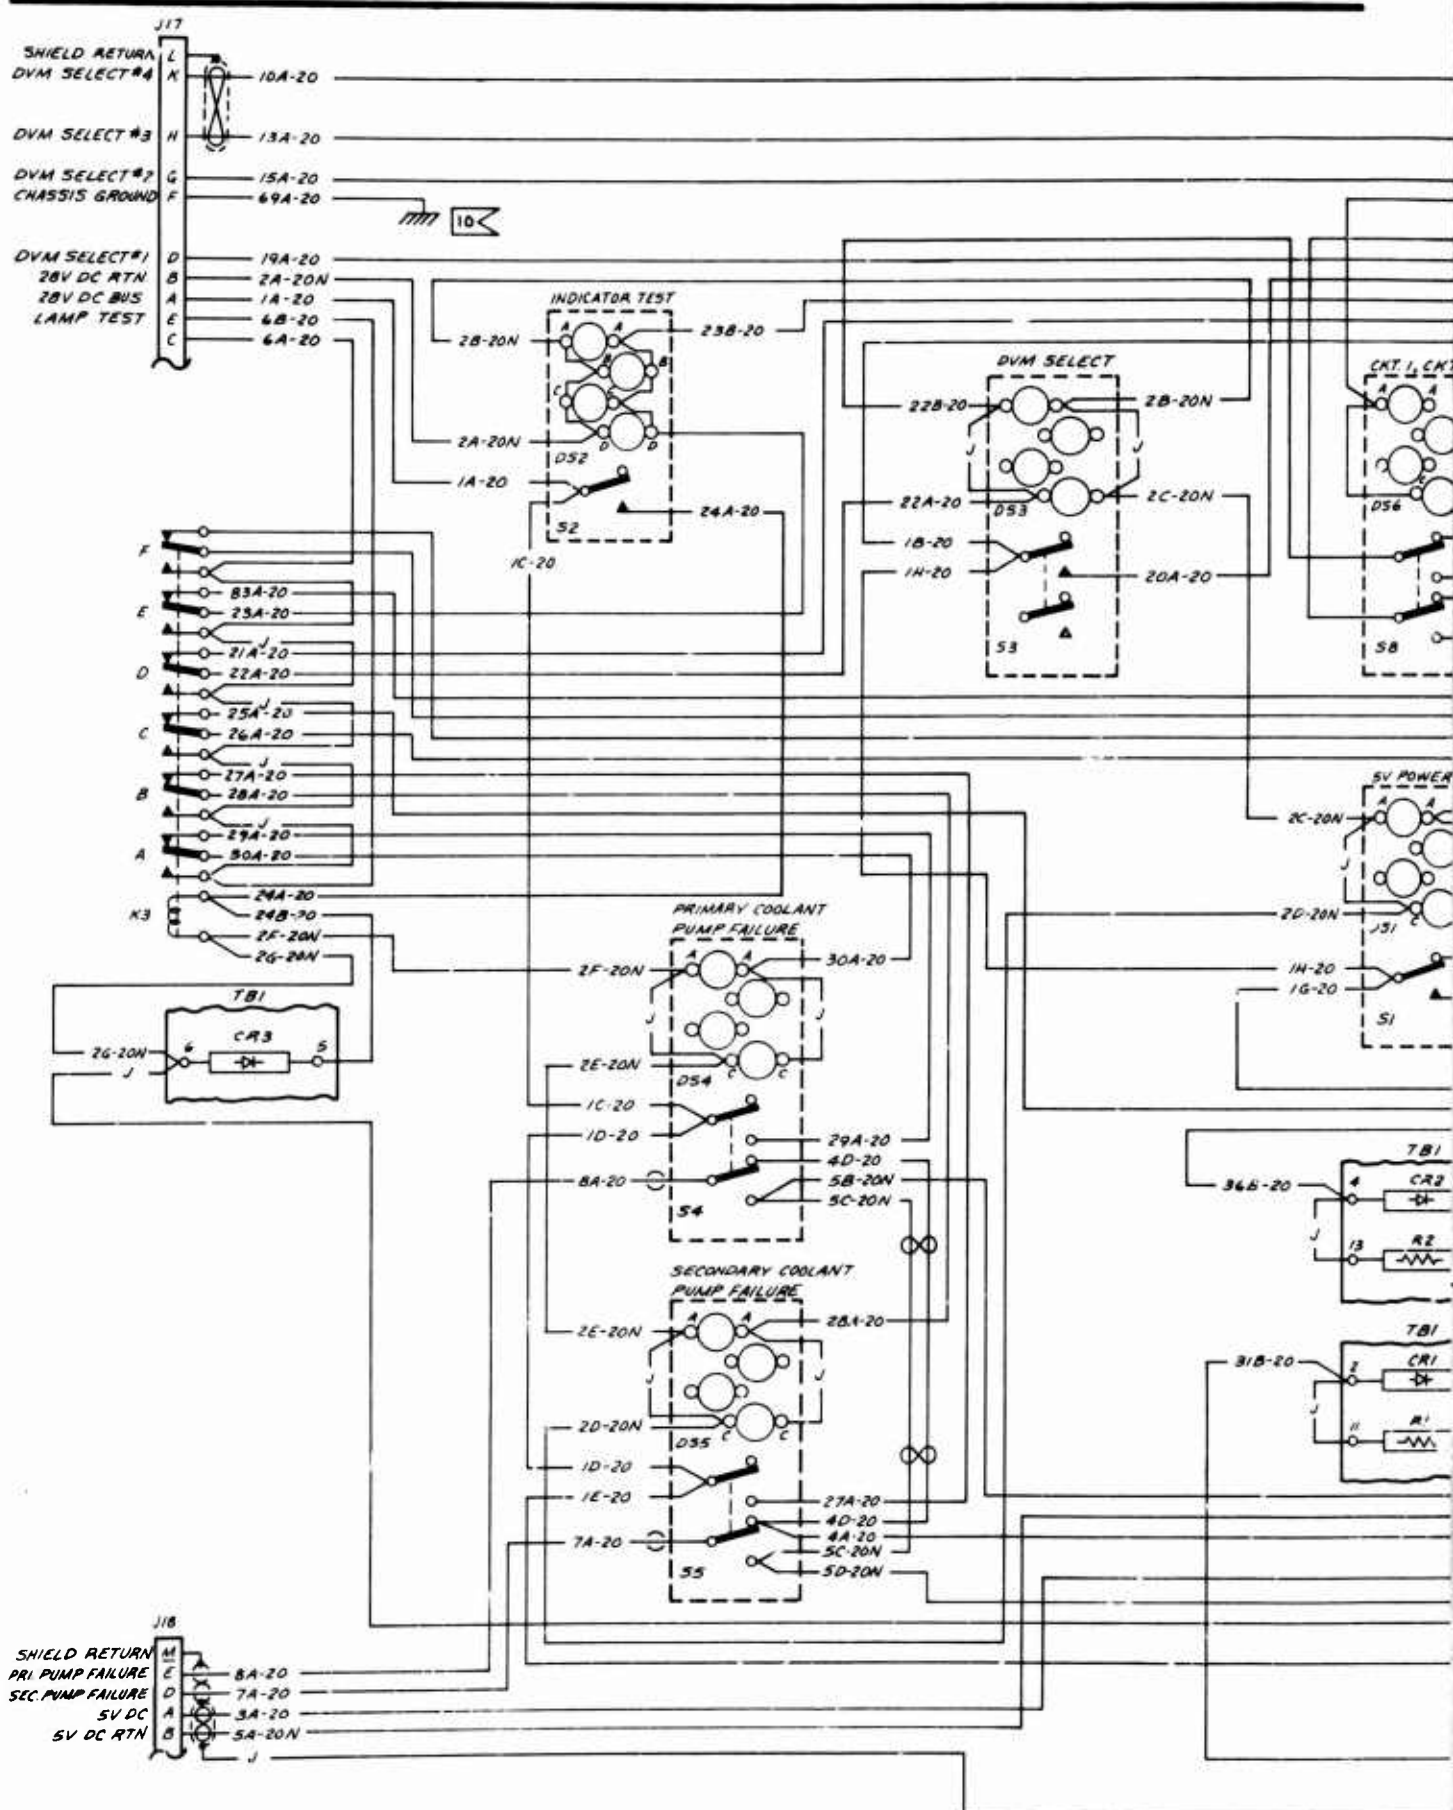 J17
SHIELD RETURN L
DVM SELECT #4 K 10A-20
DVM SELECT #3 H 13A-20
DVM SELECT #2 G 15A-20
CHASSIS GROUND F 69A-20
10
DVM SELECT #1 D 19A-20
28V DC RTN B 2A-20N
28V DC BUS A 1A-20
LAMP TEST E 6B-20
C 6A-20
INDICATOR TEST
2B-20N A A 23B-20
B B
C C
2A-20N D D
DS2
1A-20
24A-20
S2
1C-20
DVM SELECT
22B-20 2B-20N
J J
22A-20 2C-20N
DS3
1B-20
1H-20
20A-20
S3
CKT. 1, CKT
A A
C
DS6
S8
F
83A-20
E 23A-20
J
21A-20
D 22A-20
J
25A-20
C 26A-20
J
27A-20
B 28A-20
J
29A-20
A 30A-20
24A-20
K3 24B-20
2F-20N
2G-20N
TB1
CR3
2G-20N 6 5
J
PRIMARY COOLANT
PUMP FAILURE
2F-20N A A 30A-20
J J
2E-20N C C
DS4
1C-20
1D-20
29A-20
4D-20
8A-20 5B-20N
5C-20N
S4
SECONDARY COOLANT
PUMP FAILURE
2E-20N A A 28A-20
J J
2D-20N C C
DS5
1D-20
1E-20
27A-20
4D-20
7A-20 4A-20
5C-20N
5D-20N
S5
5V POWER
2C-20N A A
J
2D-20N C
JS1
1H-20
1G-20
S1
TB1
36B-20 4 CR2
J
13 R2
TB1
31B-20 2 CR1
J
11 R1
J18
SHIELD RETURN M
PRI. PUMP FAILURE E 8A-20
SEC. PUMP FAILURE D 7A-20
5V DC A 3A-20
5V DC RTN B 5A-20N
J